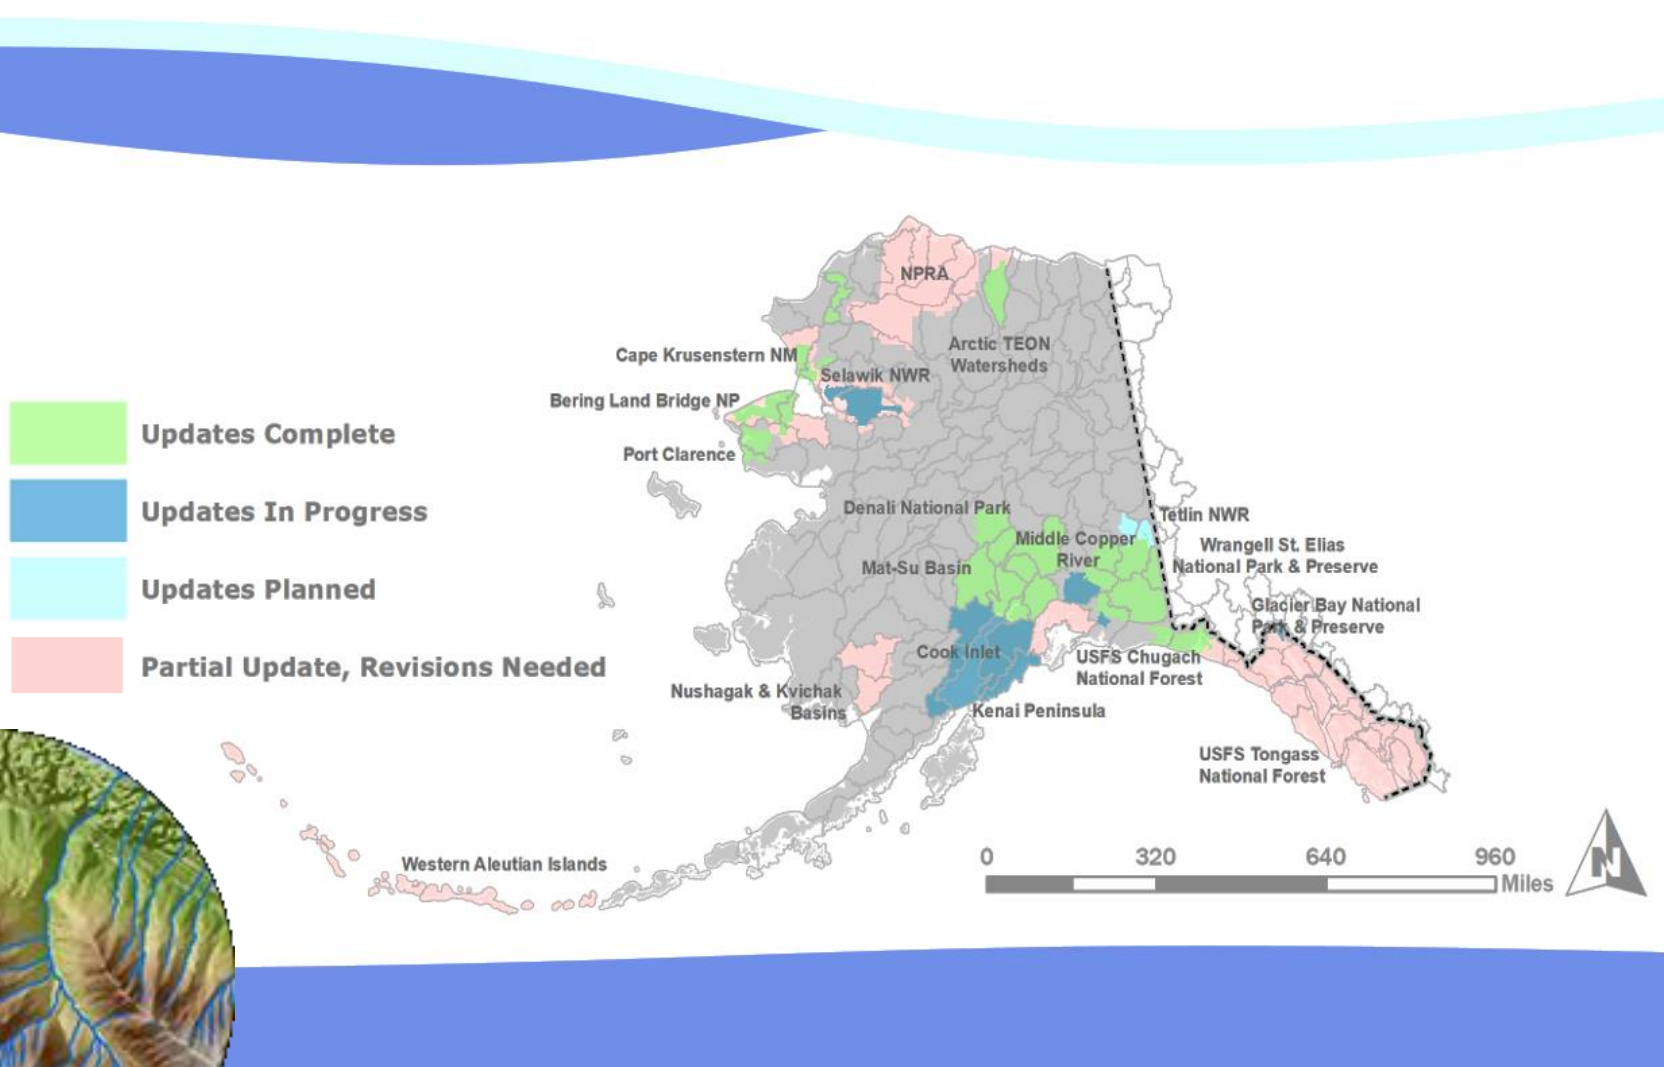 NPRA
Arctic TEON
Watersheds
Cape Krusenstern NM
Selawik NWR
Bering Land Bridge NP
Port Clarence
Updates Complete
Updates In Progress
Updates Planned
Partial Update, Revisions Needed
Denali National Park
Tetlin NWR
Middle Copper
River
Wrangell St. Elias
National Park & Preserve
Mat-Su Basin
Glacier Bay National
Park & Preserve
Cook Inlet
USFS Chugach
National Forest
Nushagak & Kvichak
Basins
Kenai Peninsula
USFS Tongass
National Forest
Western Aleutian Islands
0 320 640 960
Miles
N